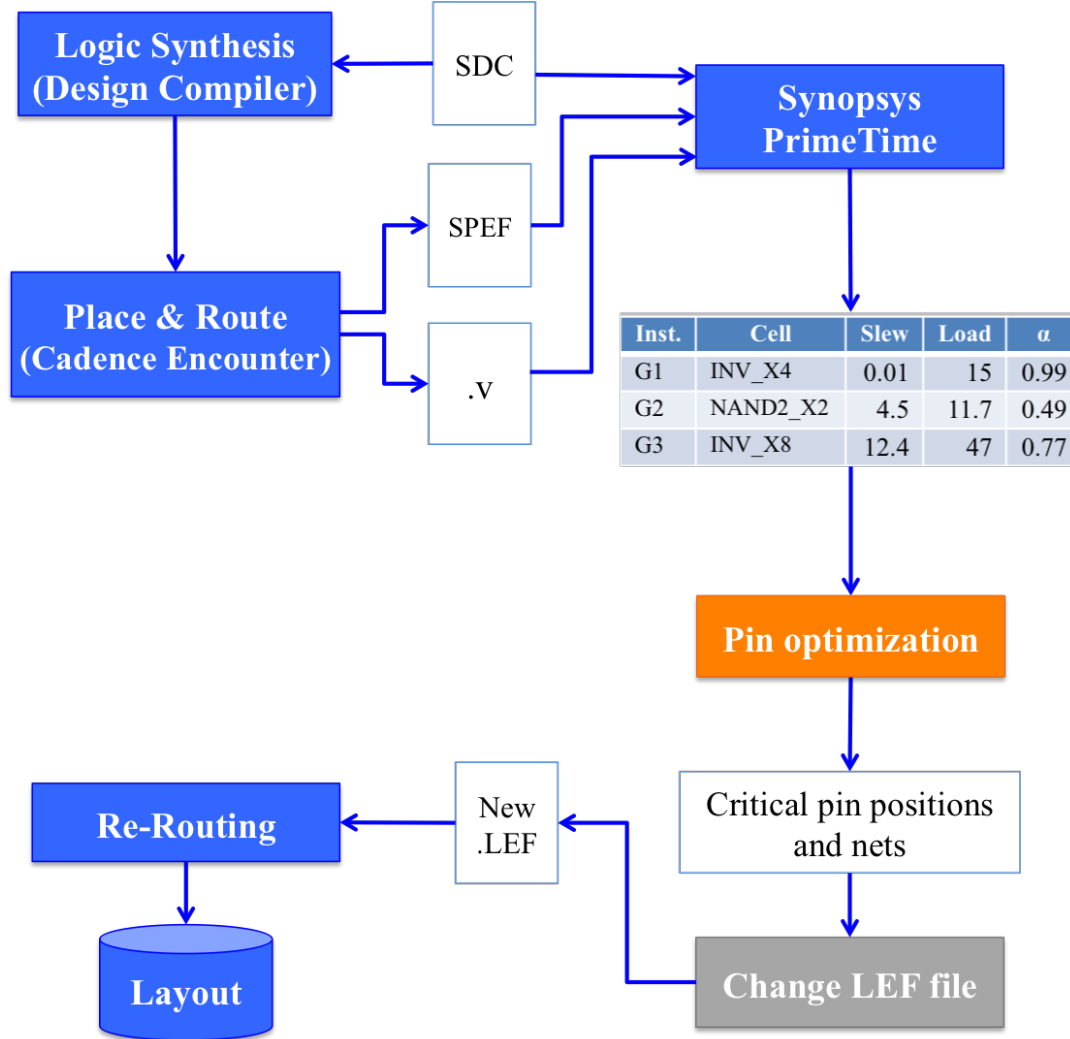 Logic Synthesis
(Design Compiler)
SDC
Synopsys
PrimeTime
SPEF
Place & Route
(Cadence Encounter)
.v
Inst. Cell Slew Load α
G1 INV_X4 0.01 15 0.99
G2 NAND2_X2 4.5 11.7 0.49
G3 INV_X8 12.4 47 0.77
Pin optimization
Critical pin positions
and nets
New
.LEF
Re-Routing
Change LEF file
Layout